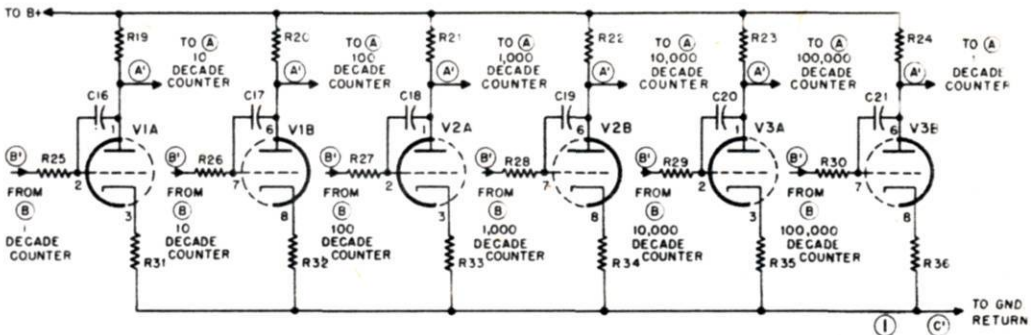 TO B+
R19
R20
R21
R22
R23
R24
TO Ⓐ
10
DECADE
COUNTER
TO Ⓐ
100
DECADE
COUNTER
TO Ⓐ
1,000
DECADE
COUNTER
TO Ⓐ
10,000
DECADE
COUNTER
TO Ⓐ
100,000
DECADE
COUNTER
TO Ⓐ
1
DECADE
COUNTER
A' A' A' A' A' A'
C16 C17 C18 C19 C20 C21
1 V1A 6 V1B 1 V2A 6 V2B 1 V3A 6 V3B
B' R25 2 B' R26 7 B' R27 2 B' R28 7 B' R29 2 B' R30 7
3 8 3 8 3 8
FROM
Ⓑ
1
DECADE
COUNTER
FROM
Ⓑ
10
DECADE
COUNTER
FROM
Ⓑ
100
DECADE
COUNTER
FROM
Ⓑ
1,000
DECADE
COUNTER
FROM
Ⓑ
10,000
DECADE
COUNTER
FROM
Ⓑ
100,000
DECADE
COUNTER
R31 R32 R33 R34 R35 R36
TO GND
RETURN
I C'